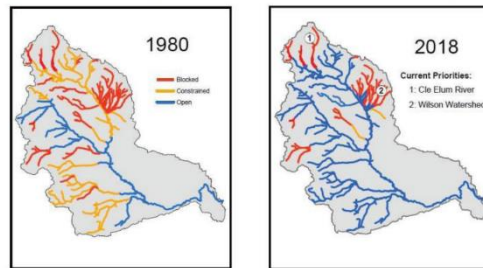 1980
Blocked
Constrained
Open
2018
Current Priorities:
1: Cle Elum River
2: Wilson Watershed
1
2